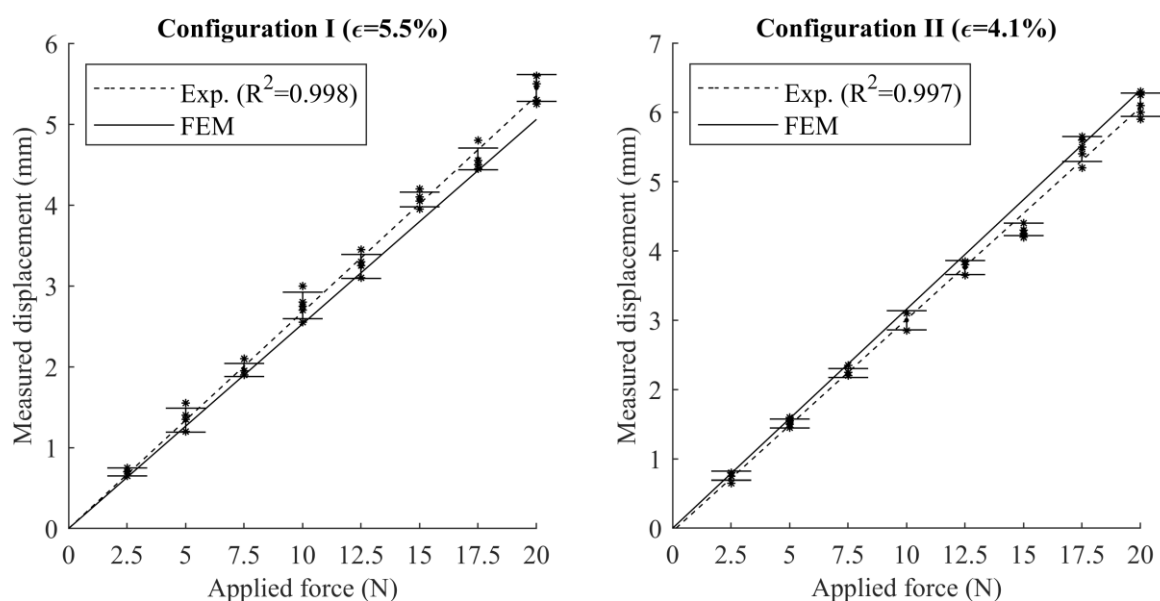 Configuration I (ϵ=5.5%)
Exp. (R²=0.998)
FEM
Measured displacement (mm)
6
5
4
3
2
1
0
0 2.5 5 7.5 10 12.5 15 17.5 20
Applied force (N)
Configuration II (ϵ=4.1%)
Exp. (R²=0.997)
FEM
Measured displacement (mm)
7
6
5
4
3
2
1
0
0 2.5 5 7.5 10 12.5 15 17.5 20
Applied force (N)